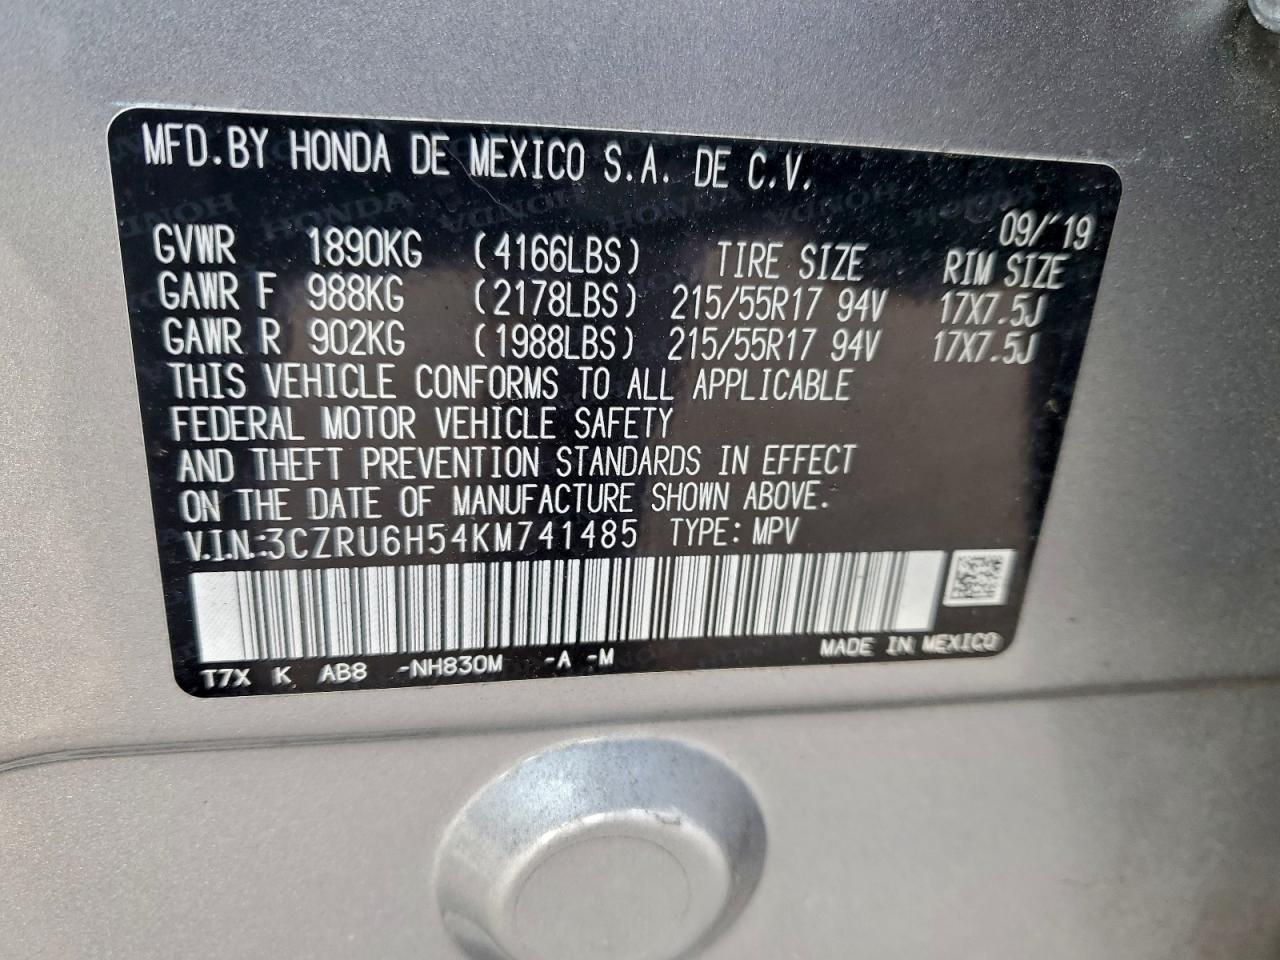 MFD.BY HONDA DE MEXICO S.A. DE C.V.
09/'19
GVWR 1890KG (4166LBS) TIRE SIZE RIM SIZE
GAWR F 988KG (2178LBS) 215/55R17 94V 17X7.5J
GAWR R 902KG (1988LBS) 215/55R17 94V 17X7.5J
THIS VEHICLE CONFORMS TO ALL APPLICABLE
FEDERAL MOTOR VEHICLE SAFETY
AND THEFT PREVENTION STANDARDS IN EFFECT
ON THE DATE OF MANUFACTURE SHOWN ABOVE.
V.I.N.:3CZRU6H54KM741485 TYPE: MPV
T7X K AB8 -NH830M -A -M MADE IN MEXICO